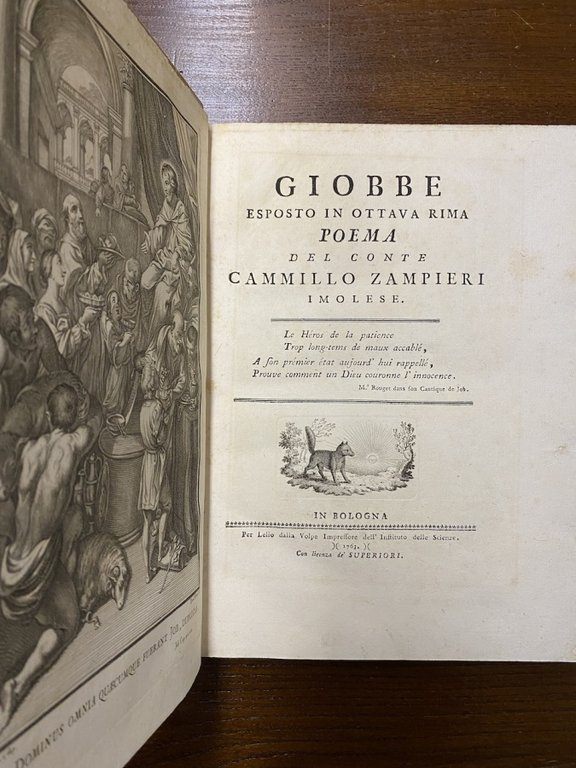 DOMINUS OMNIA QUÆCUMQUE FUERANT JOB, DUPLICIA
GIOBBE
ESPOSTO IN OTTAVA RIMA
POEMA
DEL CONTE
CAMMILLO ZAMPIERI
IMOLESE.
Le Héros de la patience
Trop long-tems de maux accablé,
A son prémier état aujourd' hui rappellé,
Prouve comment un Dieu couronne l' innocence.
M.r Rouget dans son Cantique de Job.
IN BOLOGNA
Per Lelio dalla Volpe Impressore dell' Instituto delle Scienze.
)( 1763. )(
Con licenza de' SUPERIORI.